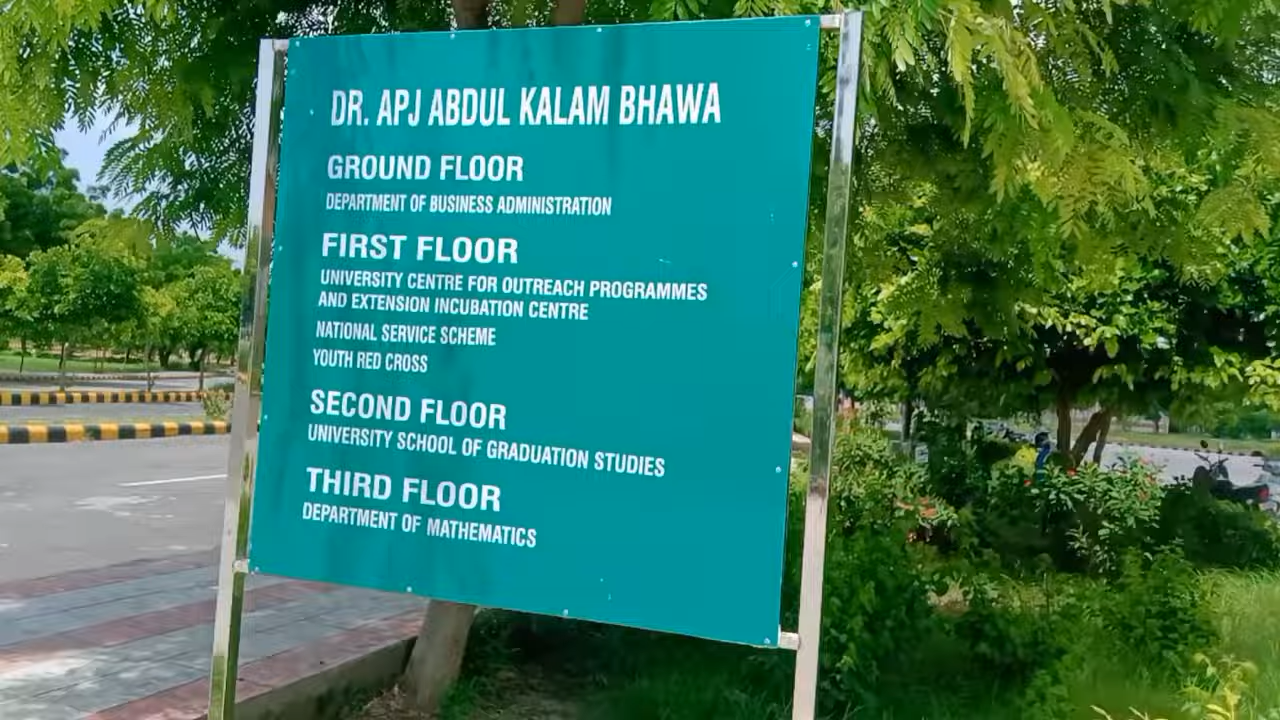 DR. APJ ABDUL KALAM BHAWA
GROUND FLOOR
DEPARTMENT OF BUSINESS ADMINISTRATION
FIRST FLOOR
UNIVERSITY CENTRE FOR OUTREACH PROGRAMMES
AND EXTENSION INCUBATION CENTRE
NATIONAL SERVICE SCHEME
YOUTH RED CROSS
SECOND FLOOR
UNIVERSITY SCHOOL OF GRADUATION STUDIES
THIRD FLOOR
DEPARTMENT OF MATHEMATICS